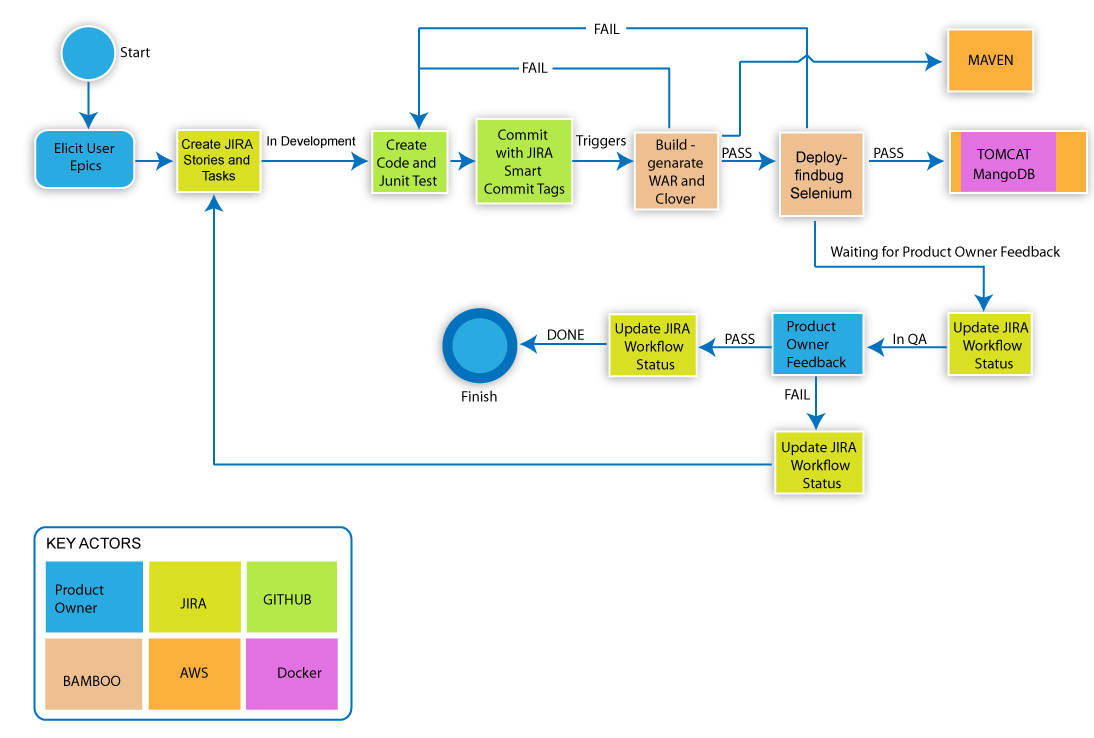 FAIL
Start
FAIL
MAVEN
Elicit User
Epics
Create JIRA
Stories and
Tasks
In Development
Create
Code and
Junit Test
Commit
with JIRA
Smart
Commit Tags
Triggers
Build -
genarate
WAR and
Clover
PASS
Deploy-
findbug
Selenium
PASS
TOMCAT
MangoDB
Waiting for Product Owner Feedback
Finish
DONE
Update JIRA
Workflow
Status
PASS
Product
Owner
Feedback
In QA
Update JIRA
Workflow
Status
FAIL
Update JIRA
Workflow
Status
KEY ACTORS
Product
Owner
JIRA
GITHUB
BAMBOO
AWS
Docker